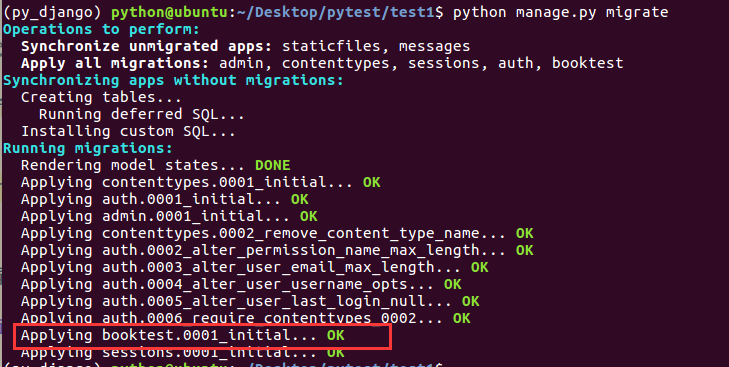 (py_django) python@ubuntu:~/Desktop/pytest/test1$ python manage.py migrate
Operations to perform:
  Synchronize unmigrated apps: staticfiles, messages
  Apply all migrations: admin, contenttypes, sessions, auth, booktest
Synchronizing apps without migrations:
  Creating tables...
    Running deferred SQL...
  Installing custom SQL...
Running migrations:
  Rendering model states... DONE
  Applying contenttypes.0001_initial... OK
  Applying auth.0001_initial... OK
  Applying admin.0001_initial... OK
  Applying contenttypes.0002_remove_content_type_name... OK
  Applying auth.0002_alter_permission_name_max_length... OK
  Applying auth.0003_alter_user_email_max_length... OK
  Applying auth.0004_alter_user_username_opts... OK
  Applying auth.0005_alter_user_last_login_null... OK
  Applying auth.0006_require_contenttypes_0002... OK
  Applying booktest.0001_initial... OK
  Applying sessions.0001_initial... OK
(py_django) python@ubuntu:~/Desktop/pytest/test1$